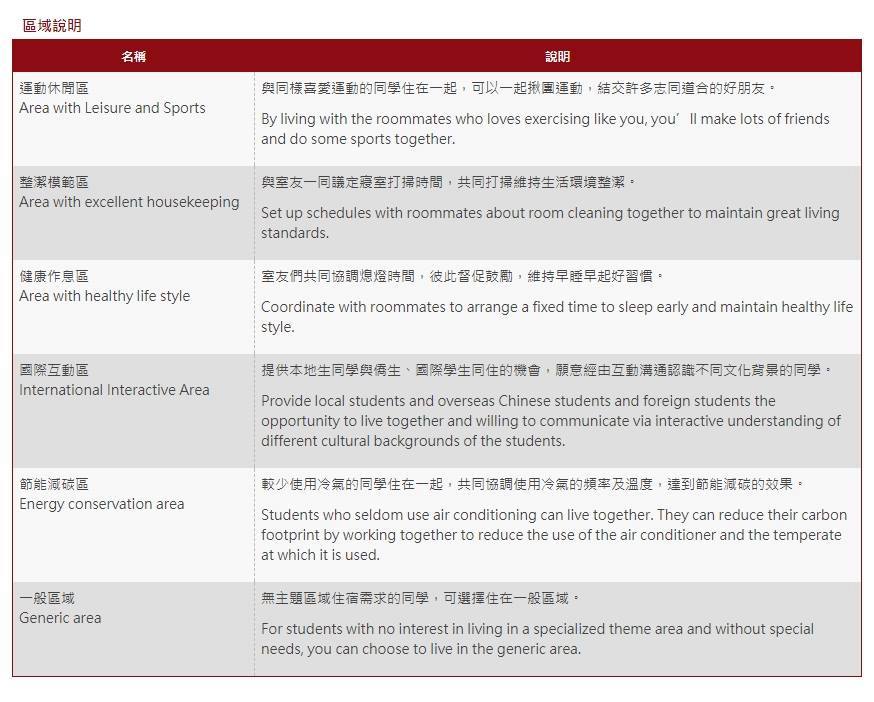 區域說明
名稱
說明
運動休閒區
Area with Leisure and Sports
與同樣喜愛運動的同學住在一起，可以一起揪團運動，結交許多志同道合的好朋友。
By living with the roommates who loves exercising like you, you’ll make lots of friends
and do some sports together.
整潔模範區
Area with excellent housekeeping
與室友一同議定寢室打掃時間，共同打掃維持生活環境整潔。
Set up schedules with roommates about room cleaning together to maintain great living
standards.
健康作息區
Area with healthy life style
室友們共同協調熄燈時間，彼此督促鼓勵，維持早睡早起好習慣。
Coordinate with roommates to arrange a fixed time to sleep early and maintain healthy life
style.
國際互動區
International Interactive Area
提供本地生同學與僑生、國際學生同住的機會，願意經由互動溝通認識不同文化背景的同學。
Provide local students and overseas Chinese students and foreign students the
opportunity to live together and willing to communicate via interactive understanding of
different cultural backgrounds of the students.
節能減碳區
Energy conservation area
較少使用冷氣的同學住在一起，共同協調使用冷氣的頻率及溫度，達到節能減碳的效果。
Students who seldom use air conditioning can live together. They can reduce their carbon
footprint by working together to reduce the use of the air conditioner and the temperate
at which it is used.
一般區域
Generic area
無主題區域住宿需求的同學，可選擇住在一般區域。
For students with no interest in living in a specialized theme area and without special
needs, you can choose to live in the generic area.